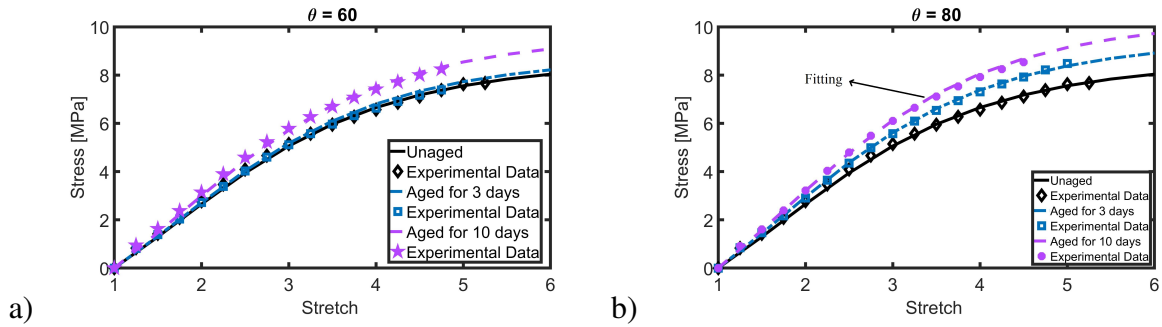 θ = 60
Stress [MPa]
10
8
6
4
2
0
1 2 3 4 5 6
Stretch
Unaged
Experimental Data
Aged for 3 days
Experimental Data
Aged for 10 days
Experimental Data
a)
θ = 80
Stress [MPa]
10
8
6
4
2
0
1 2 3 4 5 6
Stretch
Fitting
Unaged
Experimental Data
Aged for 3 days
Experimental Data
Aged for 10 days
Experimental Data
b)